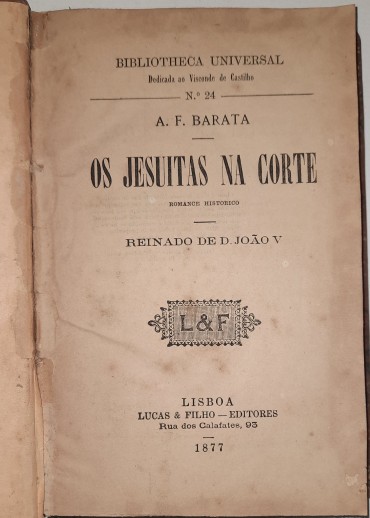 BIBLIOTHECA UNIVERSAL
Dedicada ao Visconde de Castilho
N.º 24
A. F. BARATA
OS JESUITAS NA CORTE
ROMANCE HISTORICO
REINADO DE D. JOÃO V
L & F
LISBOA
LUCAS & FILHO — EDITORES
Rua dos Calafates, 93
1877